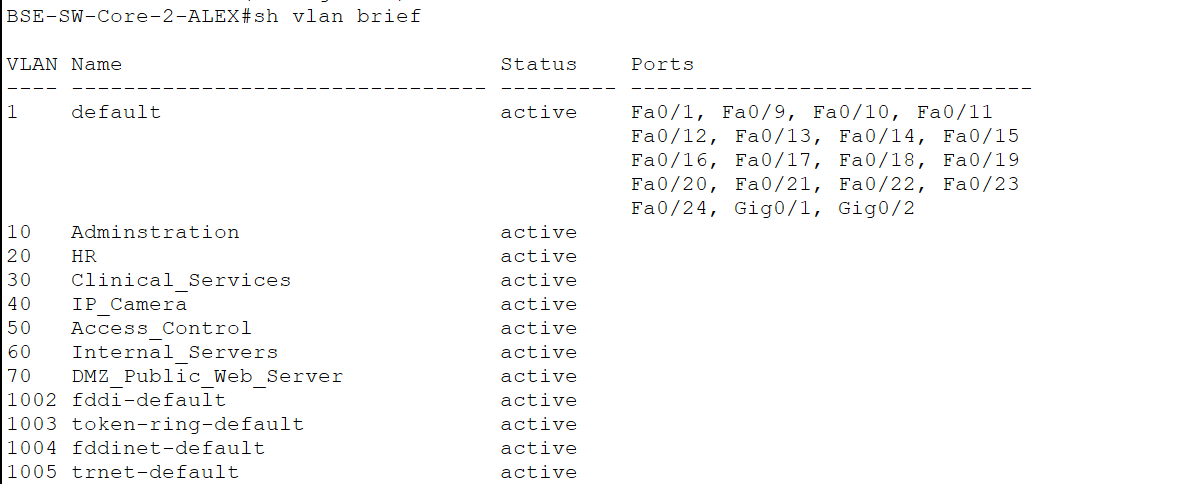 BSE-SW-Core-2-ALEX#sh vlan brief
VLAN Name                             Status    Ports
---- -------------------------------- --------- -------------------------------
1    default                          active    Fa0/1, Fa0/9, Fa0/10, Fa0/11
                                                Fa0/12, Fa0/13, Fa0/14, Fa0/15
                                                Fa0/16, Fa0/17, Fa0/18, Fa0/19
                                                Fa0/20, Fa0/21, Fa0/22, Fa0/23
                                                Fa0/24, Gig0/1, Gig0/2
10   Adminstration                    active
20   HR                               active
30   Clinical_Services                active
40   IP_Camera                        active
50   Access_Control                   active
60   Internal_Servers                 active
70   DMZ_Public_Web_Server            active
1002 fddi-default                     active
1003 token-ring-default               active
1004 fddinet-default                  active
1005 trnet-default                    active